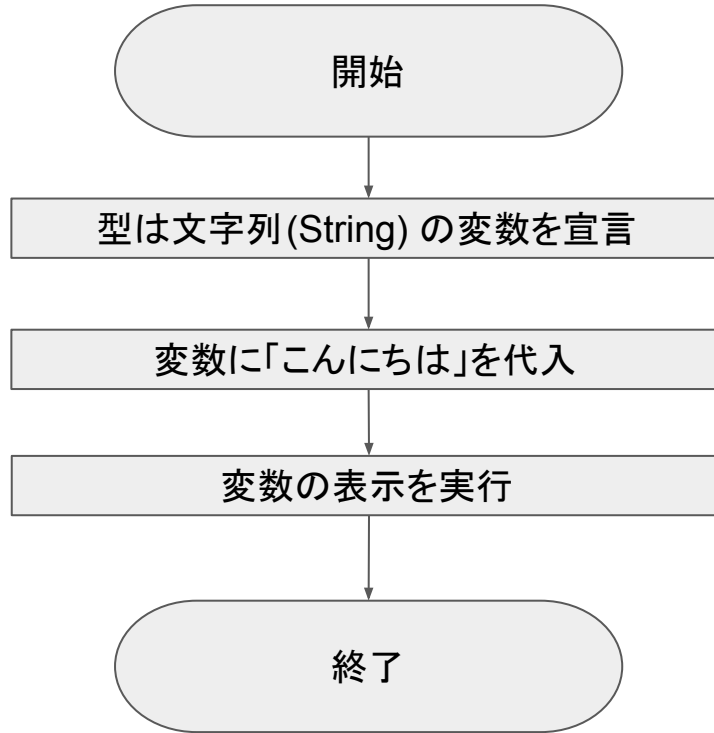 開始
型は文字列(String) の変数を宣言
変数に「こんにちは」を代入
変数の表示を実行
終了